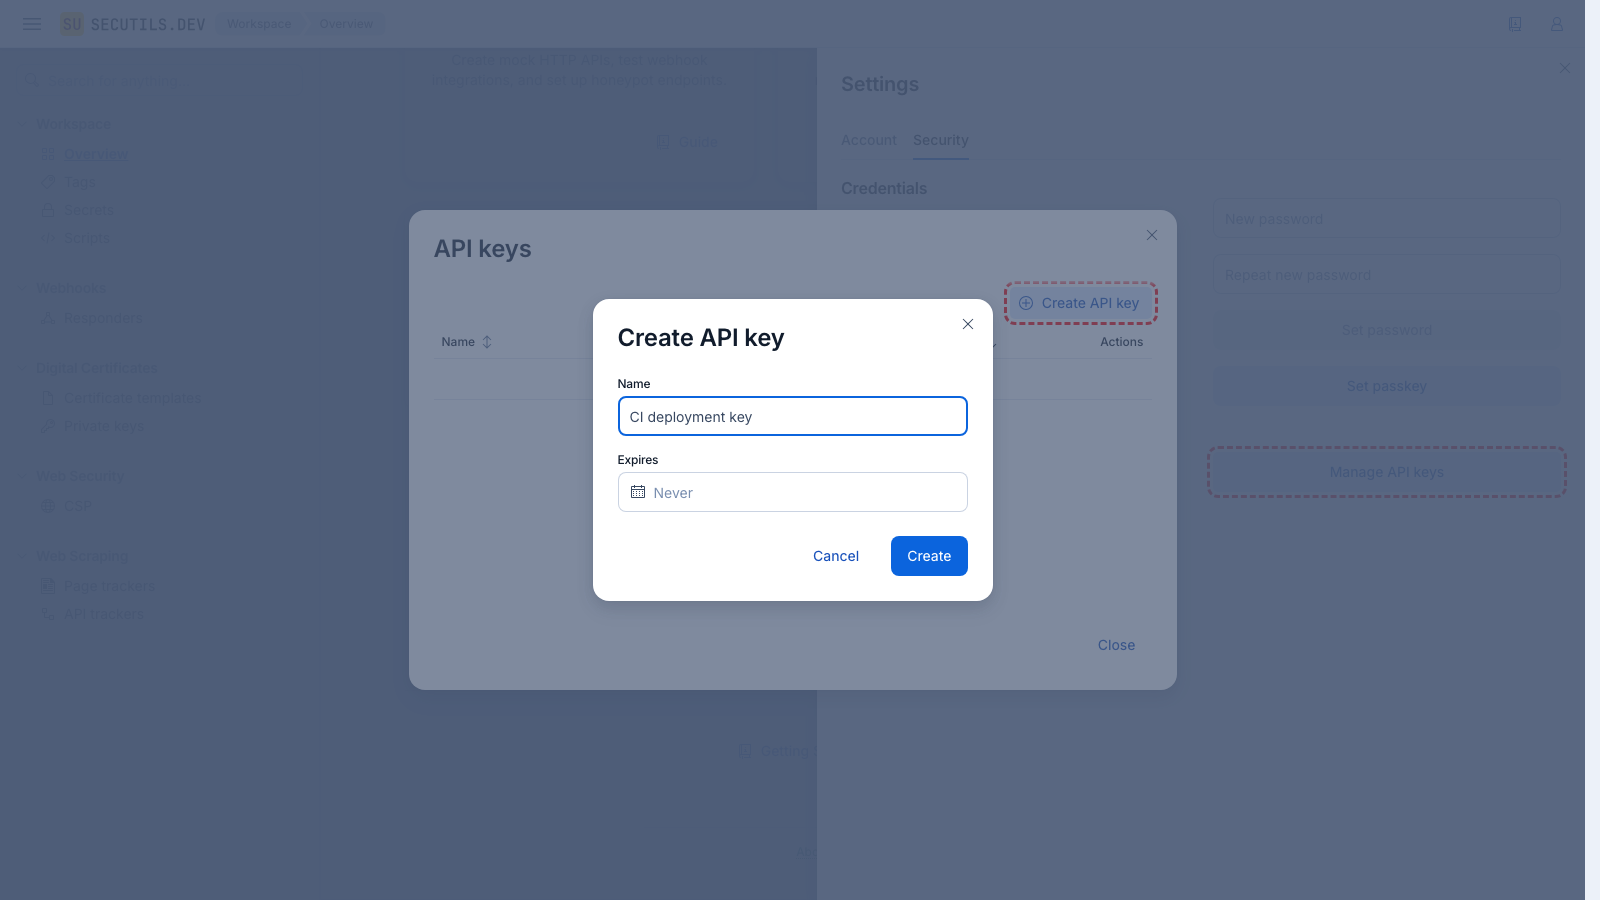 SU SECUTILS.DEV Workspace Overview
Create mock HTTP APIs, test webhook
integrations, and set up honeypot endpoints.
Guide
Search for anything
Workspace
Overview
Tags
Secrets
Scripts
Webhooks
Responders
Digital Certificates
Certificate templates
Private keys
Web Security
CSP
Web Scraping
Page trackers
API trackers
Getting
Settings
Account Security
Credentials
New password
Repeat new password
Set password
Set passkey
Manage API keys
API keys
Create API key
Name
Actions
Close
Create API key
Name
CI deployment key
Expires
Never
Cancel Create